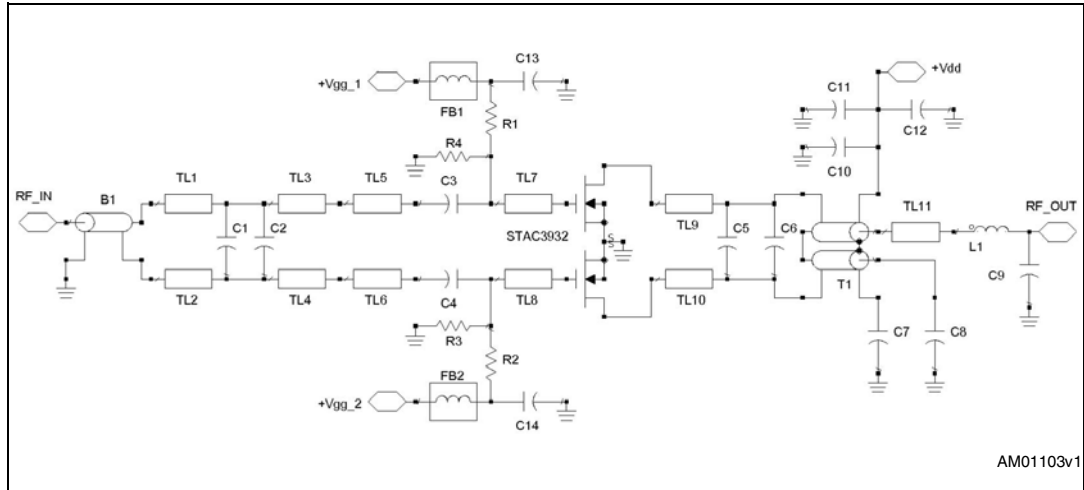 C13
+Vgg_1
+Vdd
C11
FB1
R1
C12
R4
C10
TL1
TL3
TL5
C3
TL7
RF_IN
B1
TL11
RF_OUT
C1
C2
STAC3932
S
S
TL9
C5
C6
L1
TL2
TL4
TL6
C4
TL8
TL10
T1
C9
R3
R2
C7
C8
FB2
+Vgg_2
C14
AM01103v1